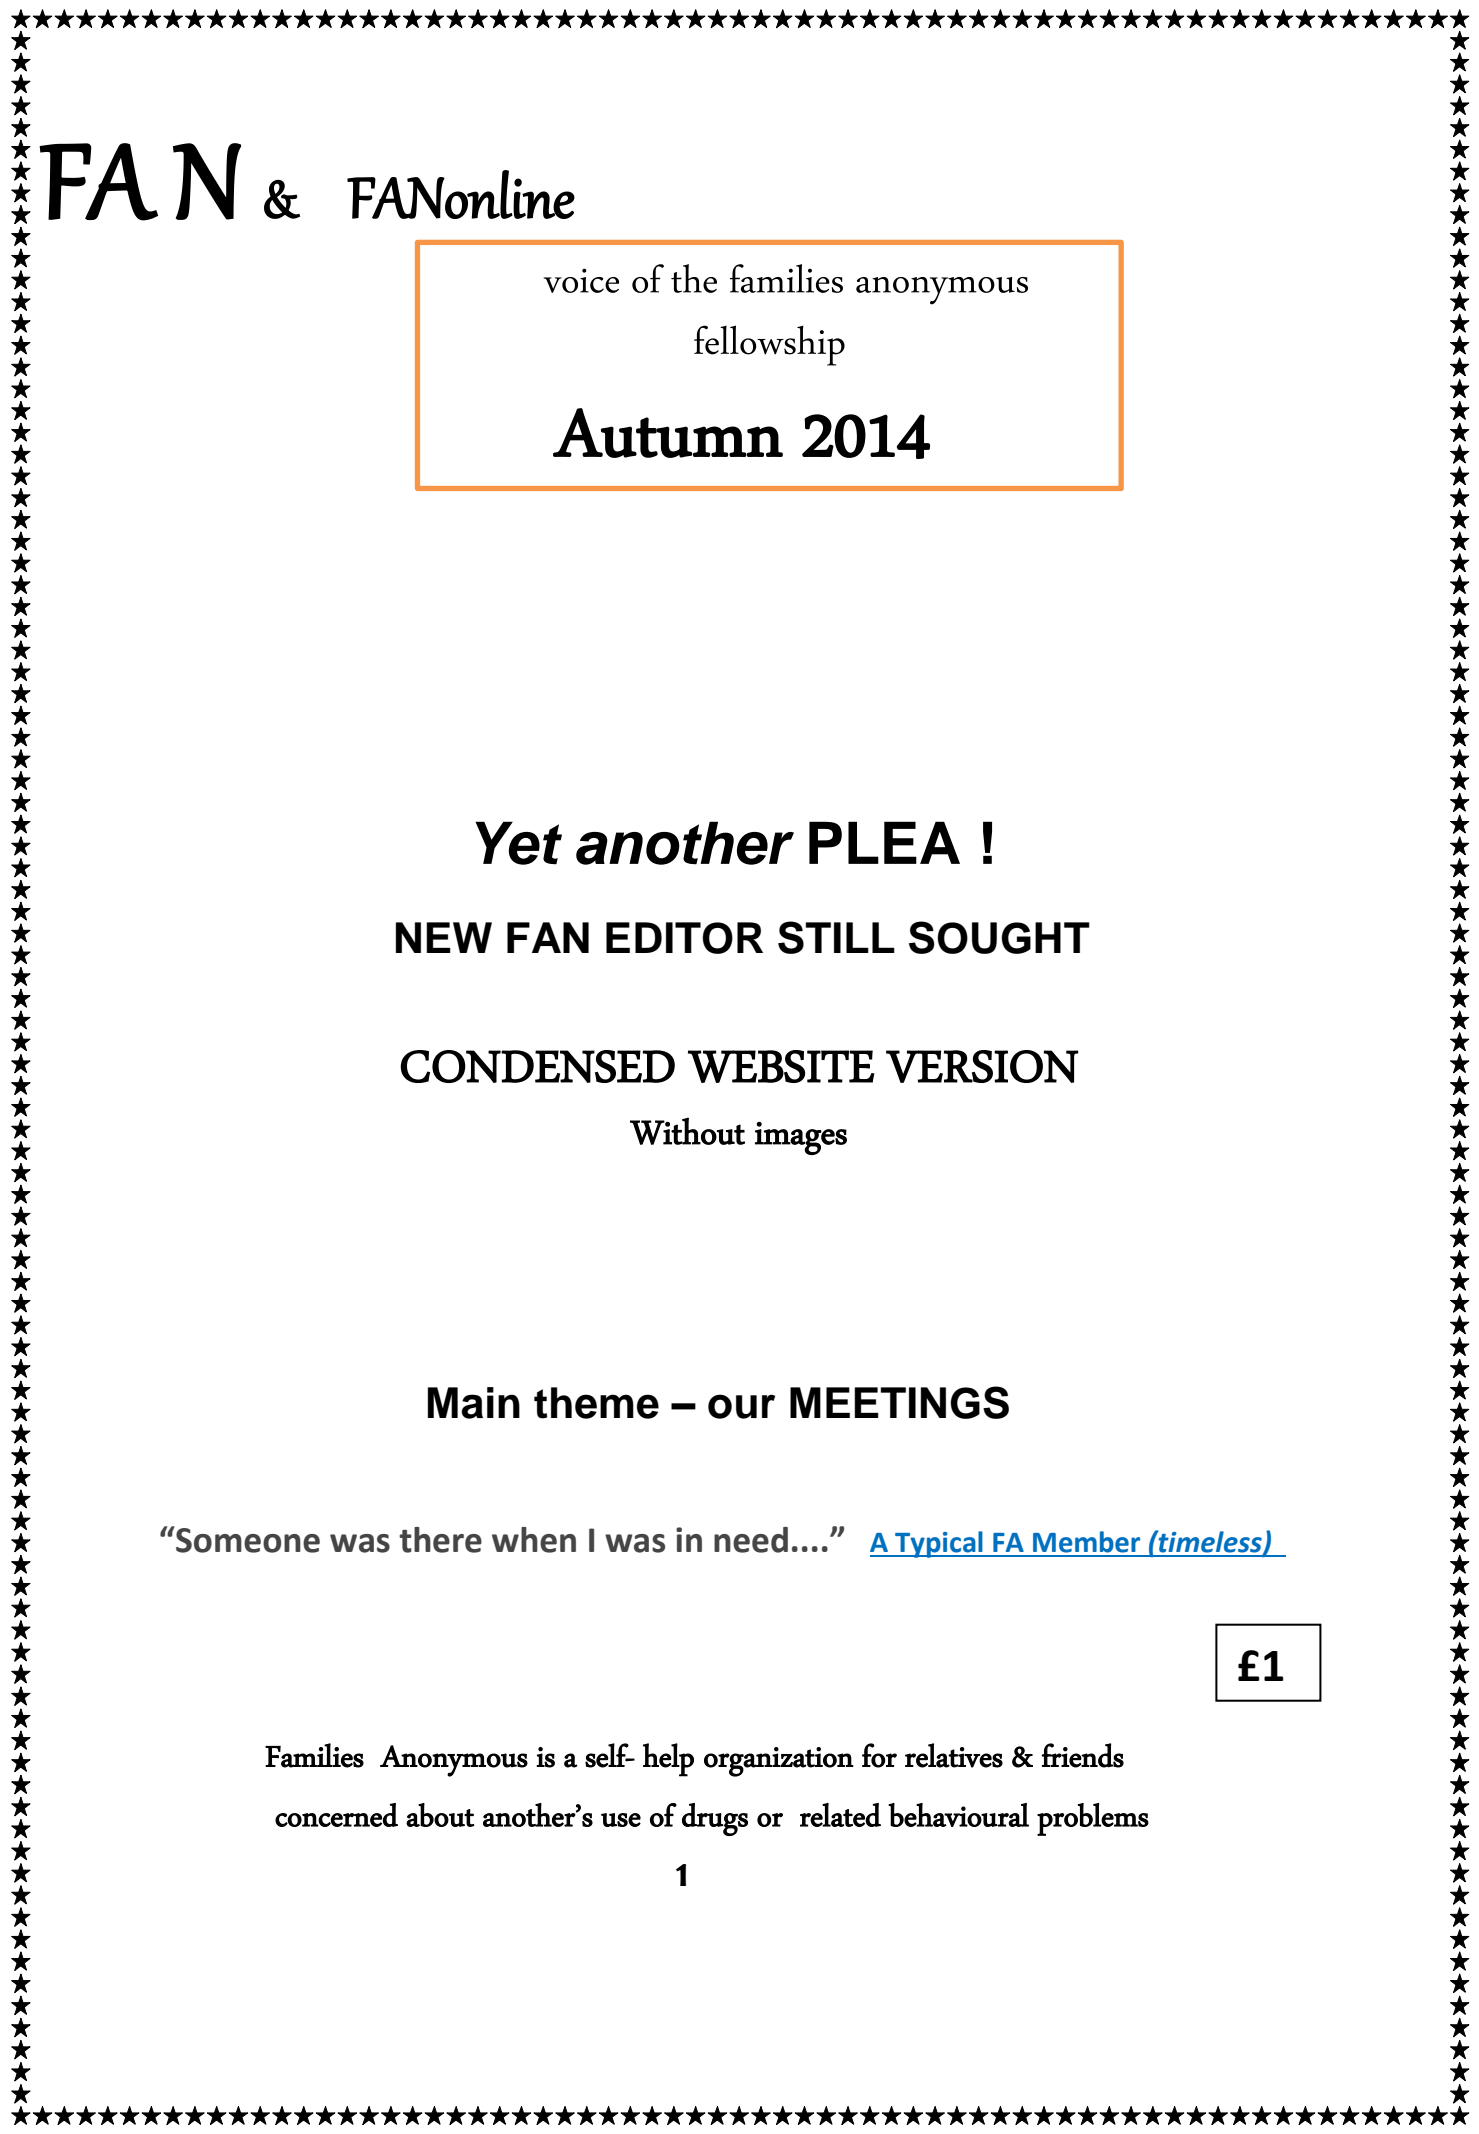 FA N & FANonline
voice of the families anonymous
fellowship
Autumn 2014
Yet another PLEA !
NEW FAN EDITOR STILL SOUGHT
CONDENSED WEBSITE VERSION
Without images
Main theme – our MEETINGS
“Someone was there when I was in need....” A Typical FA Member (timeless)
£1
Families Anonymous is a self- help organization for relatives & friends
concerned about another’s use of drugs or related behavioural problems
1